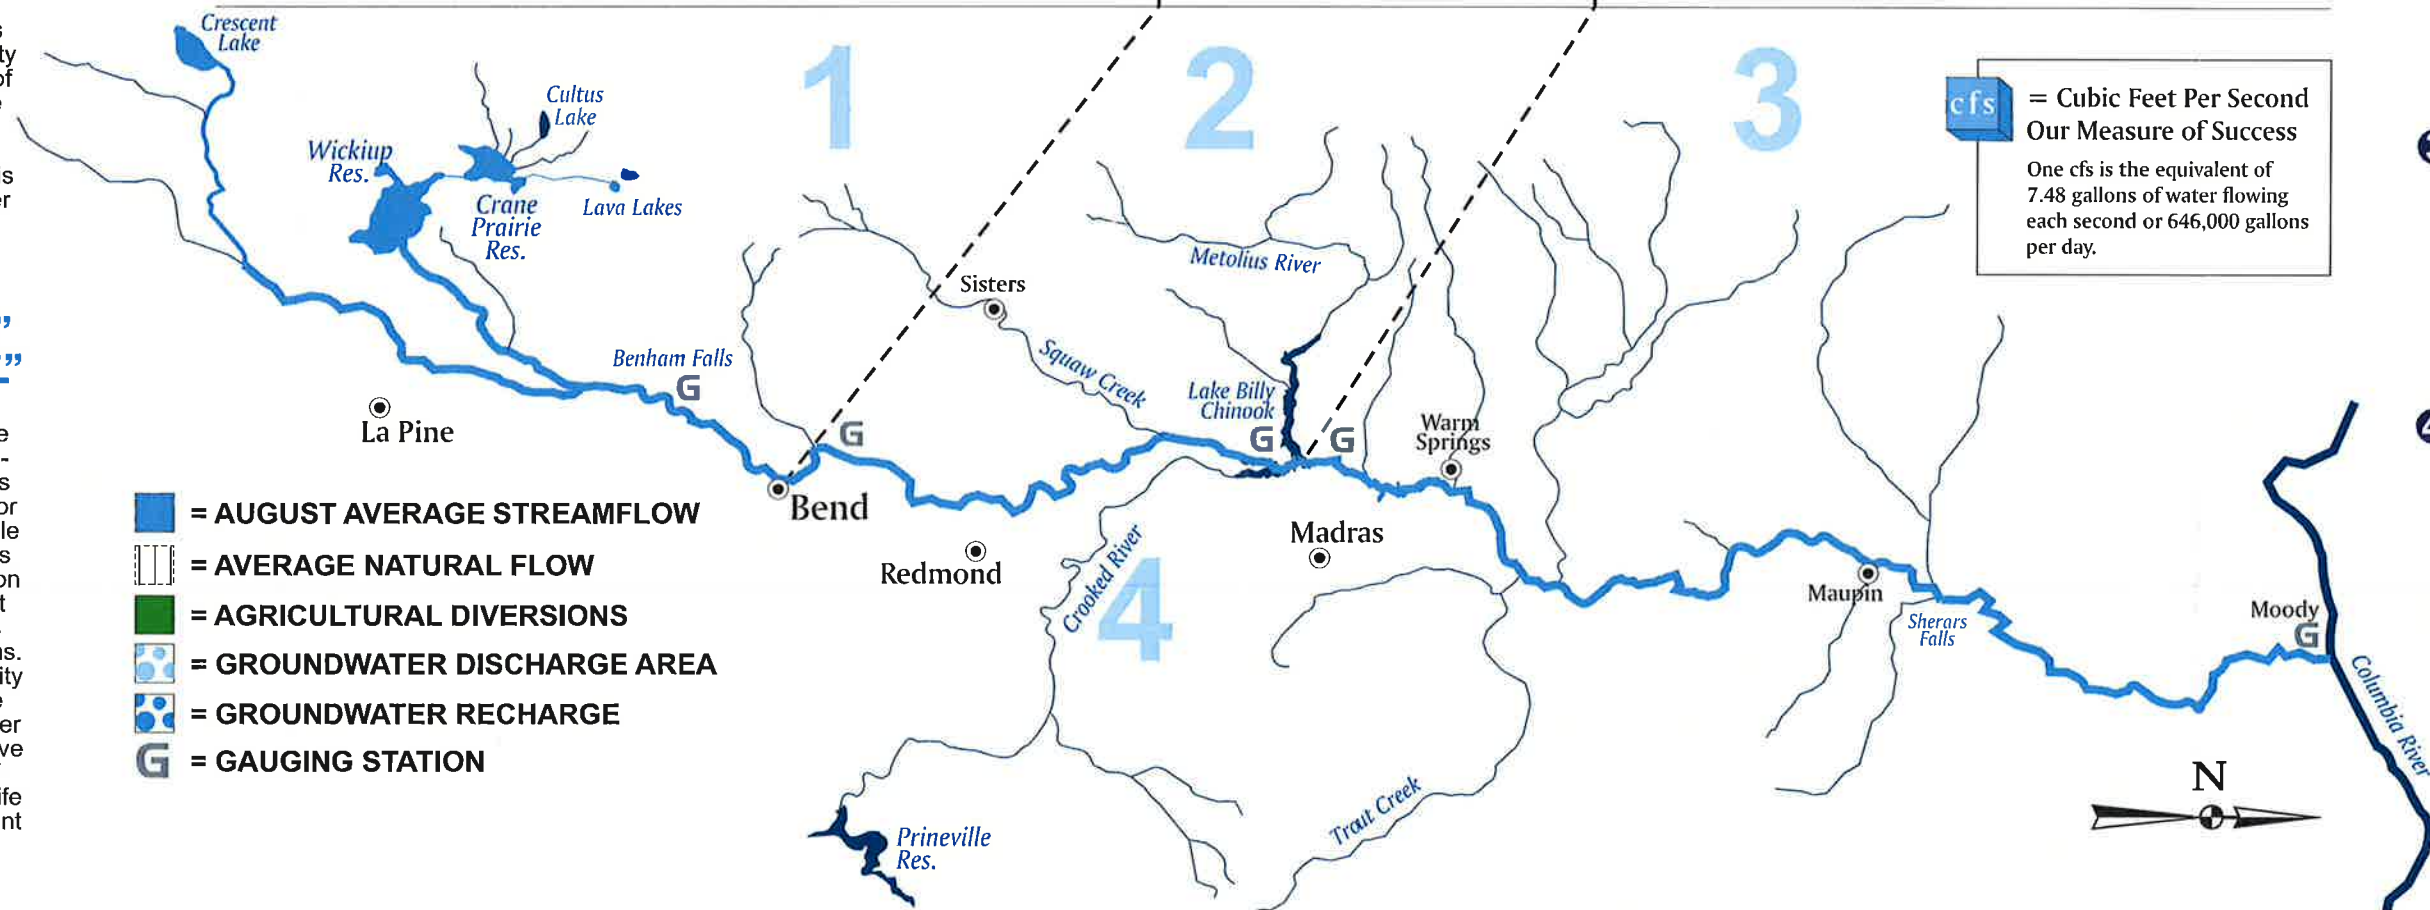 Crescent
Lake
Cultus
Lake
Wickiup
Res.
Crane
Prairie
Res.
Lava Lakes
1
2
3
cfs
= Cubic Feet Per Second
Our Measure of Success
One cfs is the equivalent of
7.48 gallons of water flowing
each second or 646,000 gallons
per day.
Metolius River
Sisters
Squaw Creek
Benham Falls
G
G
Lake Billy
Chinook
G
G
Warm
Springs
La Pine
Bend
Redmond
Madras
Crooked River
4
Maupin
Sherars
Falls
Moody
G
Columbia River
Trout Creek
Prineville
Res.
N
= AUGUST AVERAGE STREAMFLOW
= AVERAGE NATURAL FLOW
= AGRICULTURAL DIVERSIONS
= GROUNDWATER DISCHARGE AREA
= GROUNDWATER RECHARGE
G = GAUGING STATION